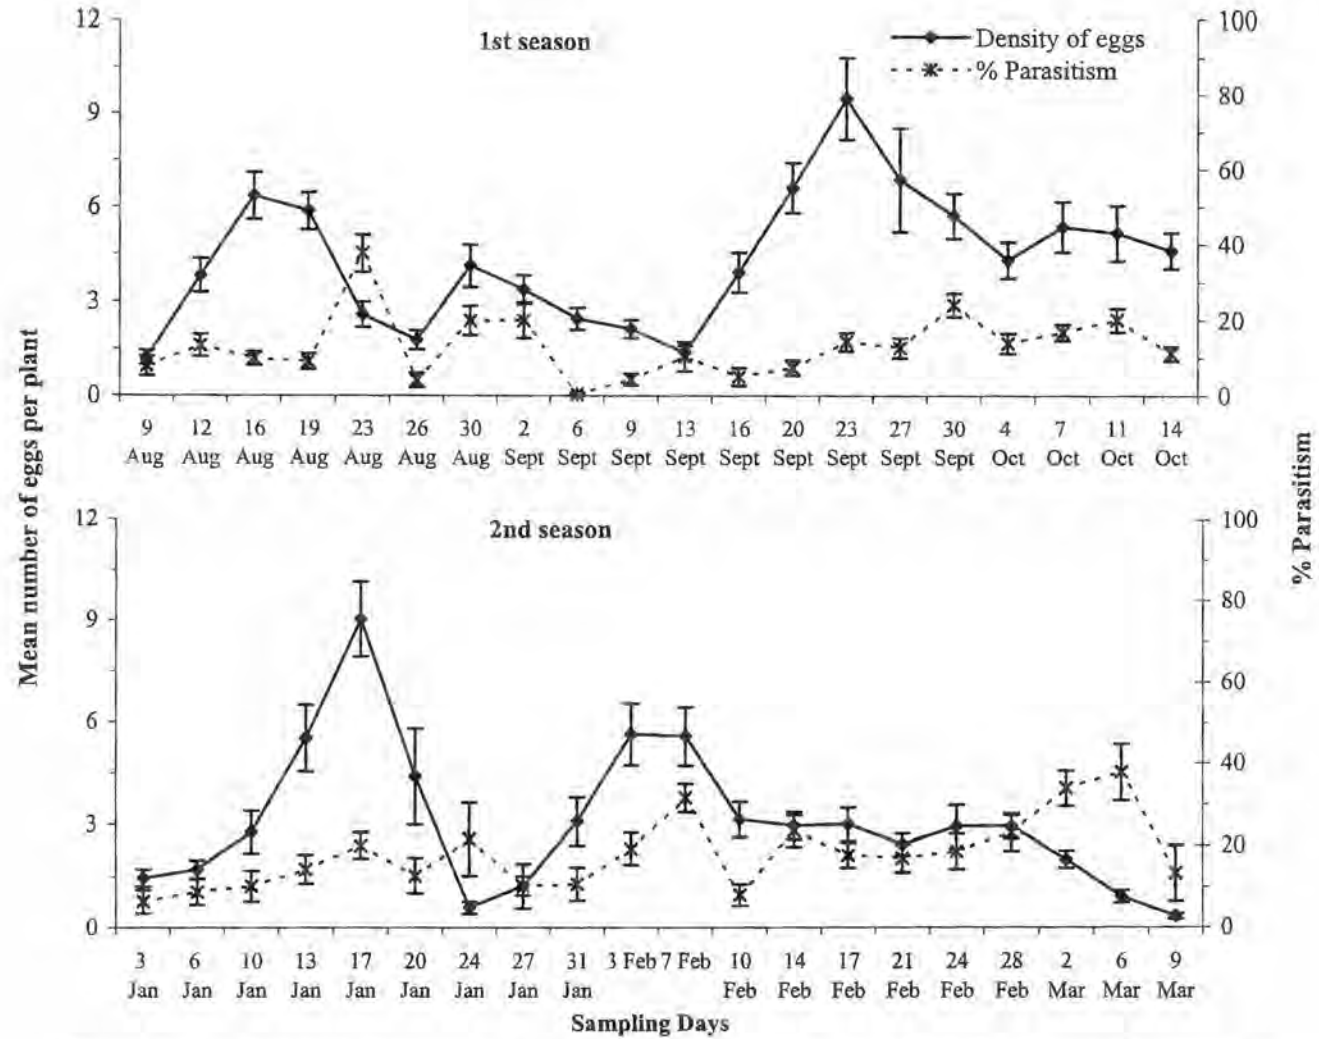 12
9
6
3
0
1st season
Density of eggs
% Parasitism
100
80
60
40
20
0
9 12 16 19 23 26 30 2 6 9 13 16 20 23 27 30 4 7 11 14
Aug Aug Aug Aug Aug Aug Aug Sept Sept Sept Sept Sept Sept Sept Sept Sept Oct Oct Oct Oct
Mean number of eggs per plant
% Parasitism
12
9
6
3
0
2nd season
100
80
60
40
20
0
3 6 10 13 17 20 24 27 31 3 Feb 7 Feb 10 14 17 21 24 28 2 6 9
Jan Jan Jan Jan Jan Jan Jan Jan Jan Feb Feb Feb Feb Feb Feb Mar Mar Mar
Sampling Days